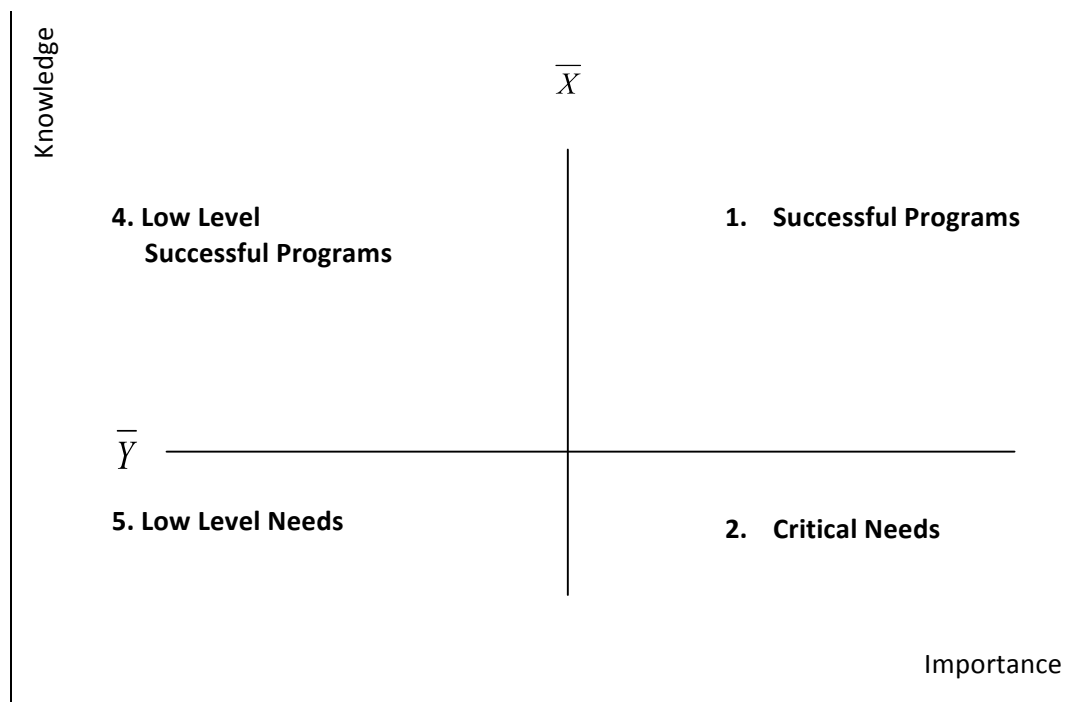 Knowledge
X̅
4. Low Level
Successful Programs
1. Successful Programs
Y̅
5. Low Level Needs
2. Critical Needs
Importance